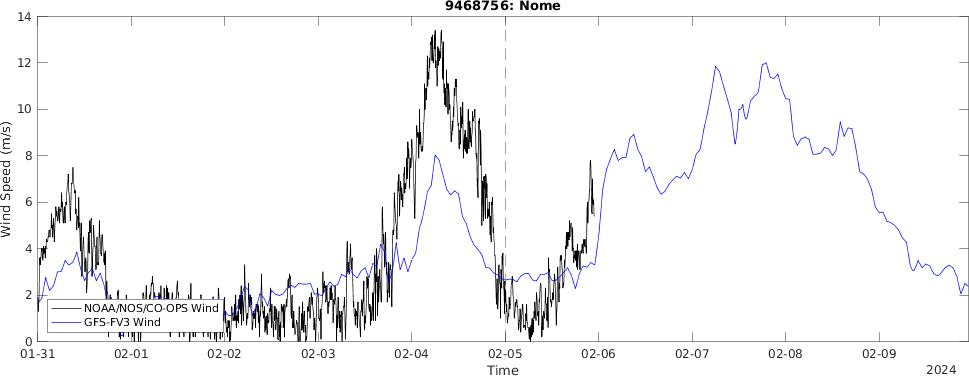 9468756: Nome
Wind Speed (m/s)
14
12
10
8
6
4
2
0
NOAA/NOS/CO-OPS Wind
GFS-FV3 Wind
01-31 02-01 02-02 02-03 02-04 02-05 02-06 02-07 02-08 02-09
Time
2024